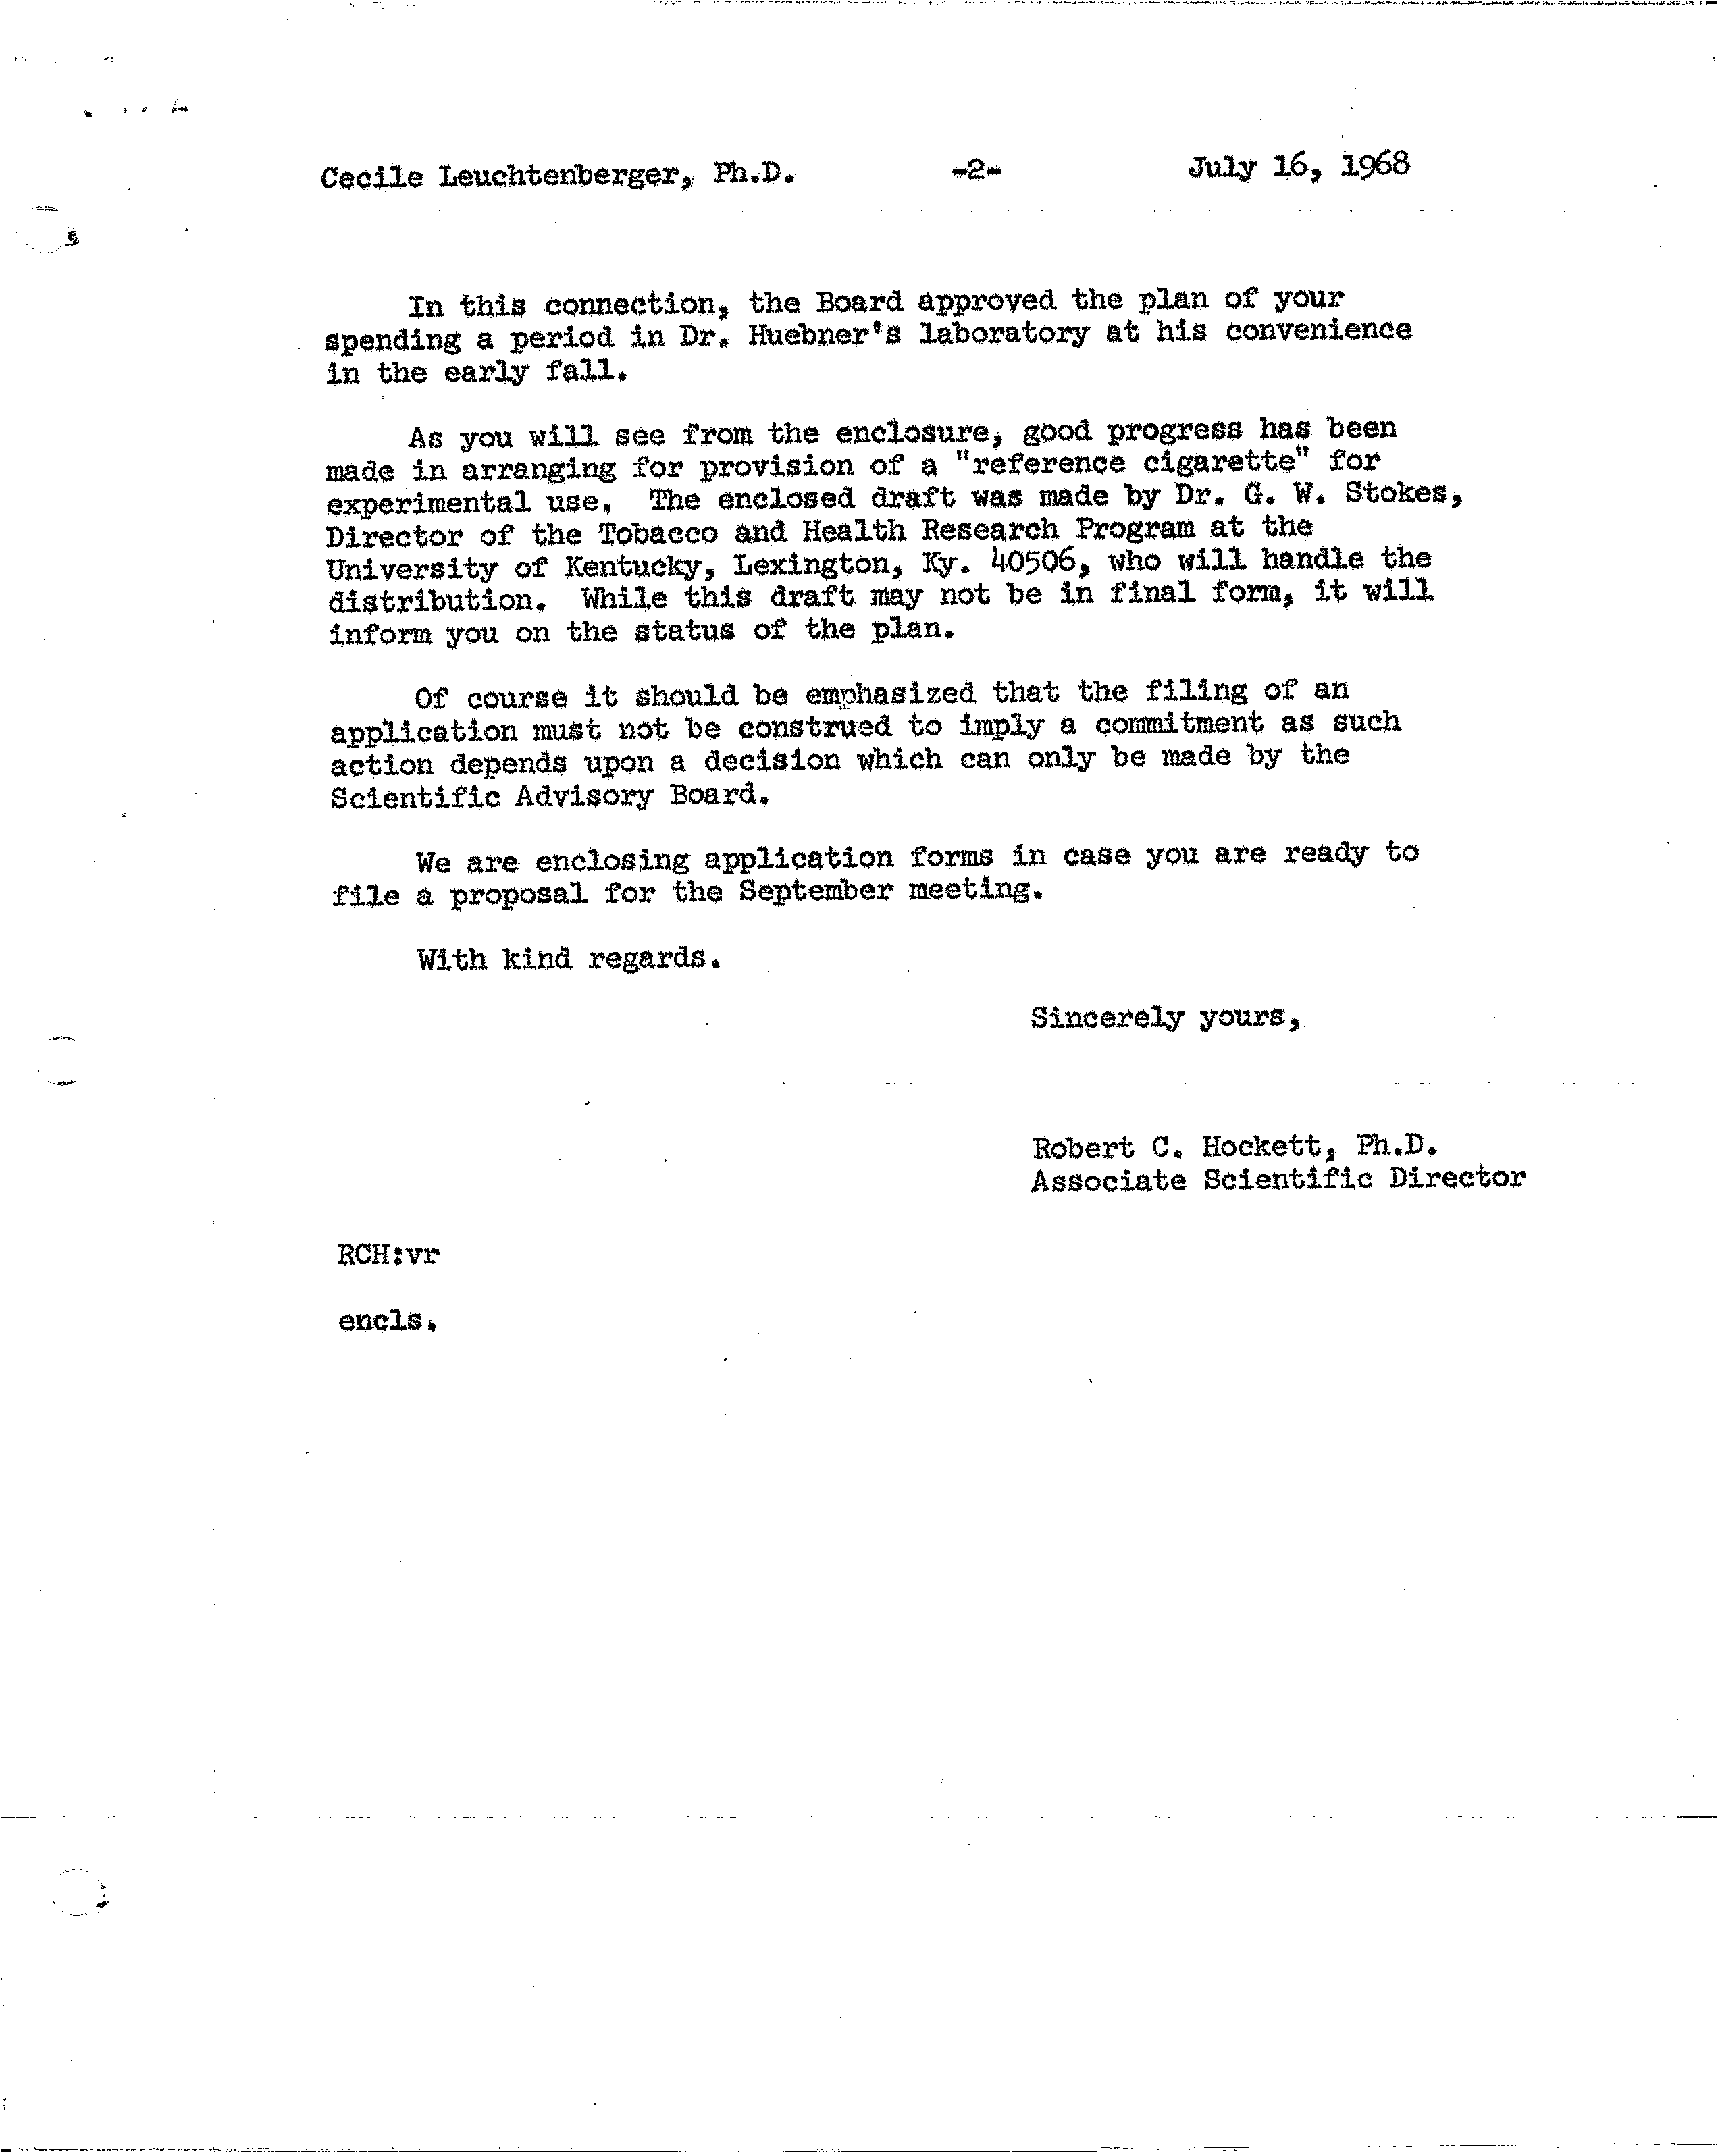 Cecile Leuchtenberger, Ph.D. -2- July 16, 1968
In this connection, the Board approved the plan of your
spending a period in Dr. Huebner's laboratory at his convenience
in the early fall.
As you will see from the enclosure, good progress has been
made in arranging for provision of a "reference cigarette" for
experimental use. The enclosed draft was made by Dr. G. W. Stokes,
Director of the Tobacco and Health Research Program at the
University of Kentucky, Lexington, Ky. 40506, who will handle the
distribution. While this draft may not be in final form, it will
inform you on the status of the plan.
Of course it should be emphasized that the filing of an
application must not be construed to imply a commitment as such
action depends upon a decision which can only be made by the
Scientific Advisory Board.
We are enclosing application forms in case you are ready to
file a proposal for the September meeting.
With kind regards.
Sincerely yours,
Robert C. Hockett, Ph.D.
Associate Scientific Director
RCH:vr
encls.